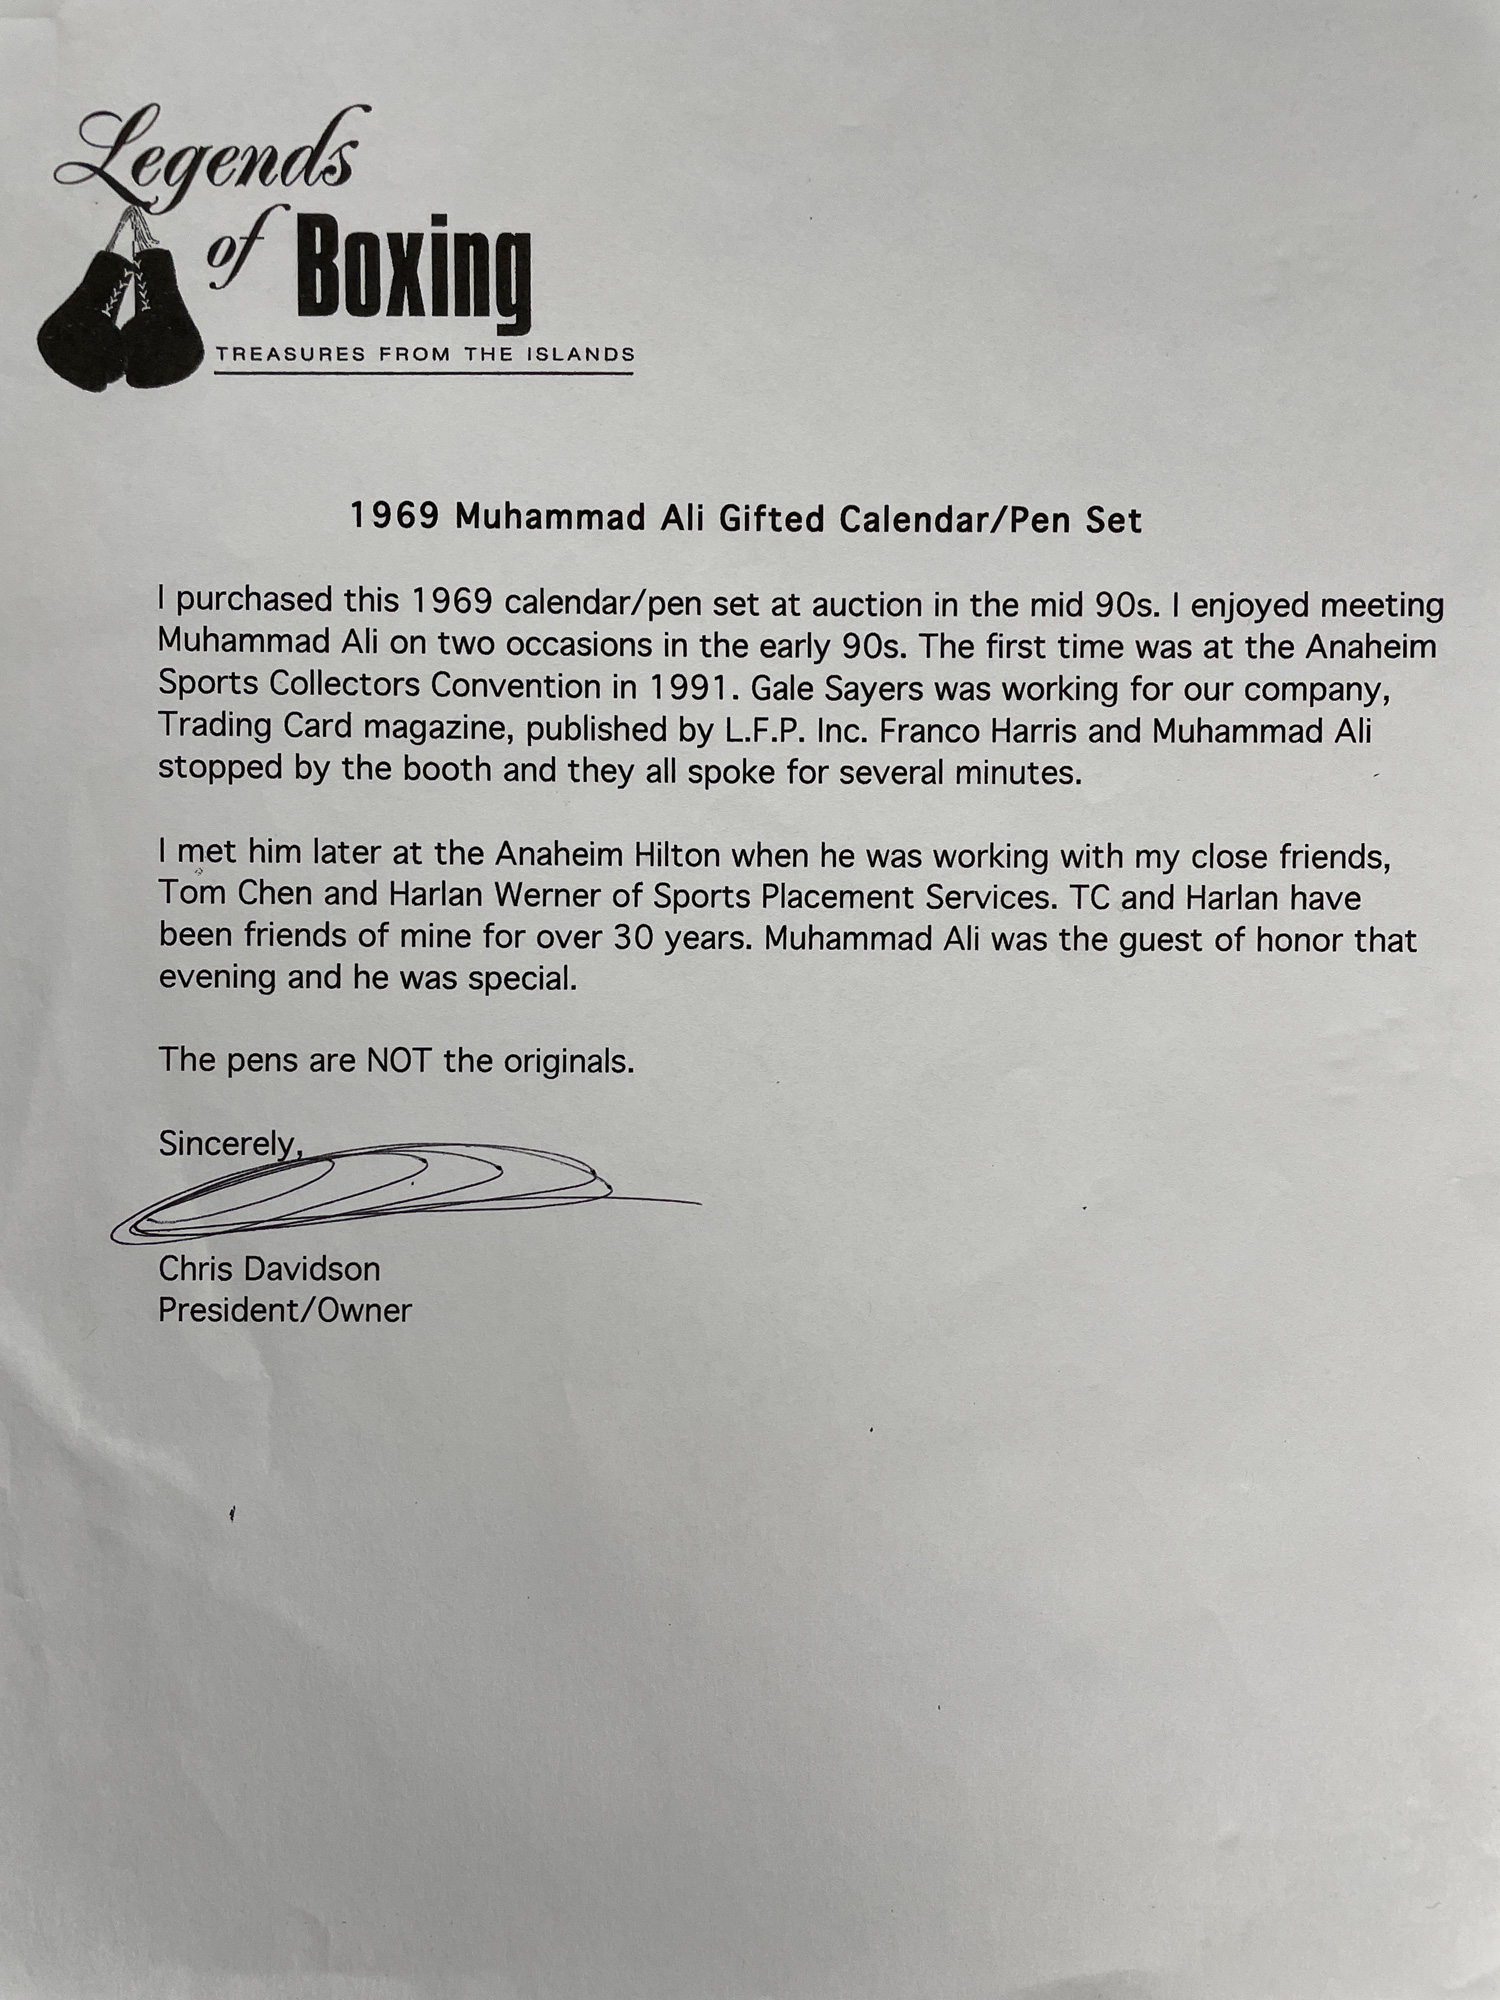 Legends
of Boxing
TREASURES FROM THE ISLANDS
1969 Muhammad Ali Gifted Calendar/Pen Set
I purchased this 1969 calendar/pen set at auction in the mid 90s. I enjoyed meeting
Muhammad Ali on two occasions in the early 90s. The first time was at the Anaheim
Sports Collectors Convention in 1991. Gale Sayers was working for our company,
Trading Card magazine, published by L.F.P. Inc. Franco Harris and Muhammad Ali
stopped by the booth and they all spoke for several minutes.
I met him later at the Anaheim Hilton when he was working with my close friends,
Tom Chen and Harlan Werner of Sports Placement Services. TC and Harlan have
been friends of mine for over 30 years. Muhammad Ali was the guest of honor that
evening and he was special.
The pens are NOT the originals.
Sincerely,
Chris Davidson
President/Owner